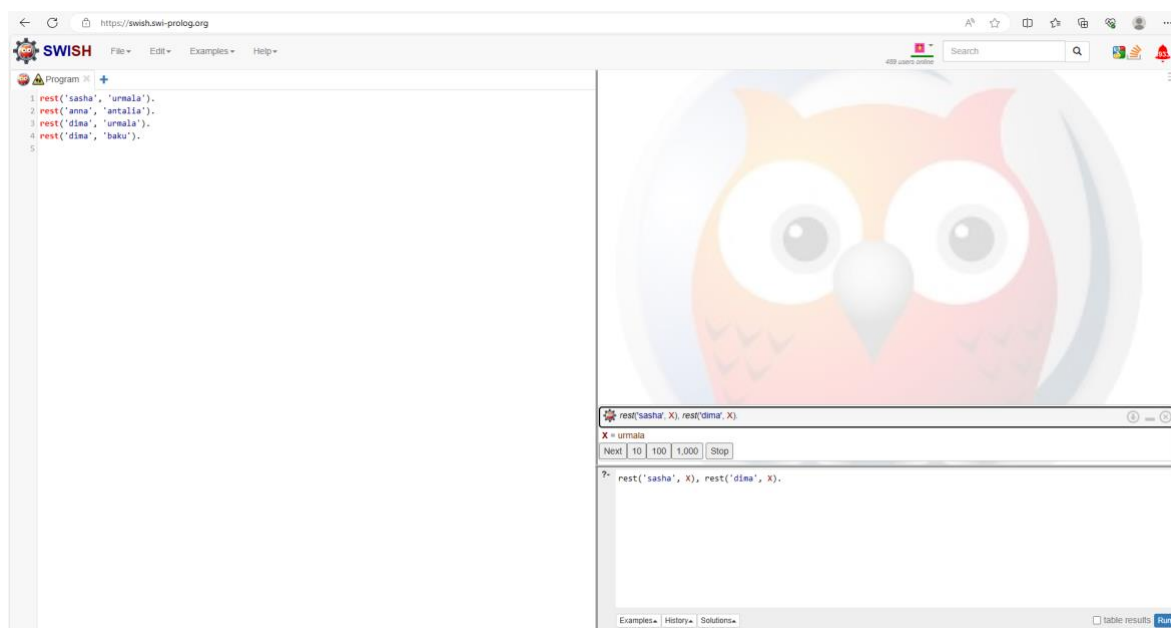 https://swish.swi-prolog.org
SWISH File Edit Examples Help
users online
Search
Program
1 rest('sasha', 'urmala').
2 rest('anna', 'antalia').
3 rest('dima', 'urmala').
4 rest('dima', 'baku').
5
rest('sasha', X), rest('dima', X).
X = urmala
Next 10 100 1,000 Stop
?- rest('sasha', X), rest('dima', X).
Examples History Solutions table results Run